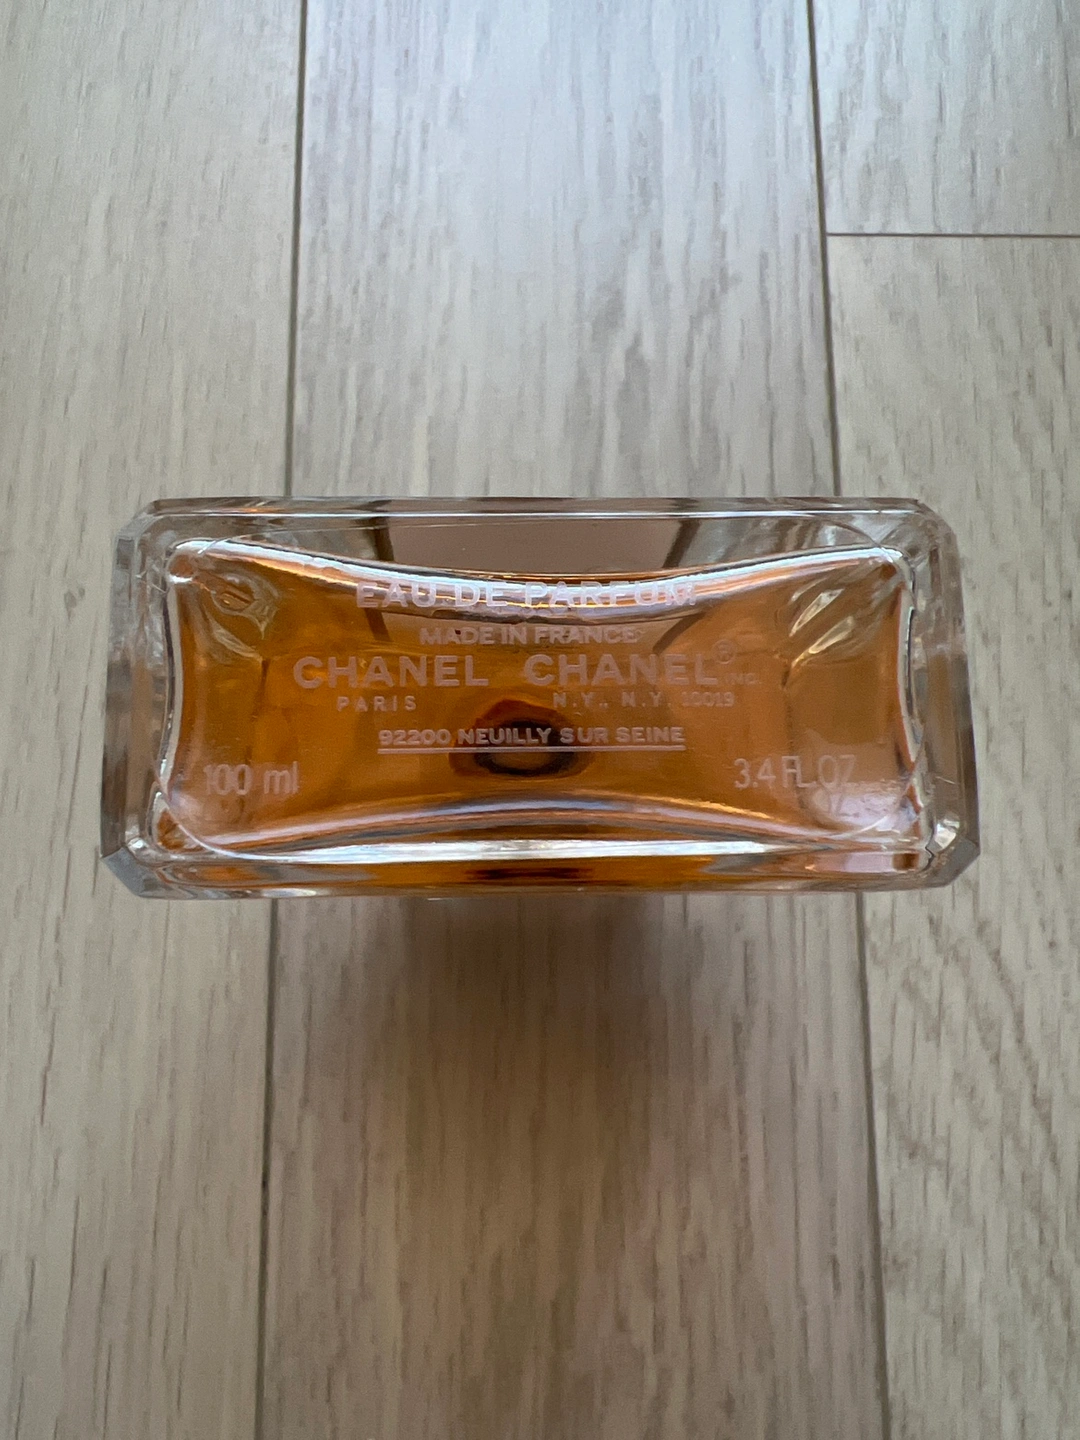 EAU DE PARFUM
MADE IN FRANCE
CHANEL CHANEL® INC.
PARIS N.Y., N.Y. 10019
92200 NEUILLY SUR SEINE
100 ml 3.4 FL.OZ.